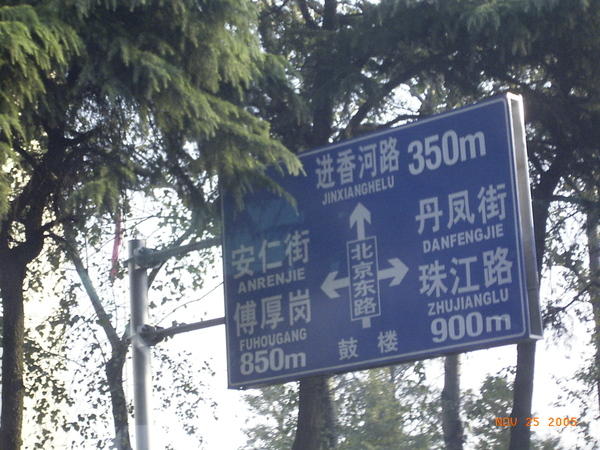 进香河路 350m
JINXIANGHELU
安仁街
ANRENJIE
傅厚岗
FUHOUGANG
850m
北京东路
丹凤街
DANFENGJIE
珠江路
ZHUJIANGLU
900m
鼓楼
NOV 25 2006